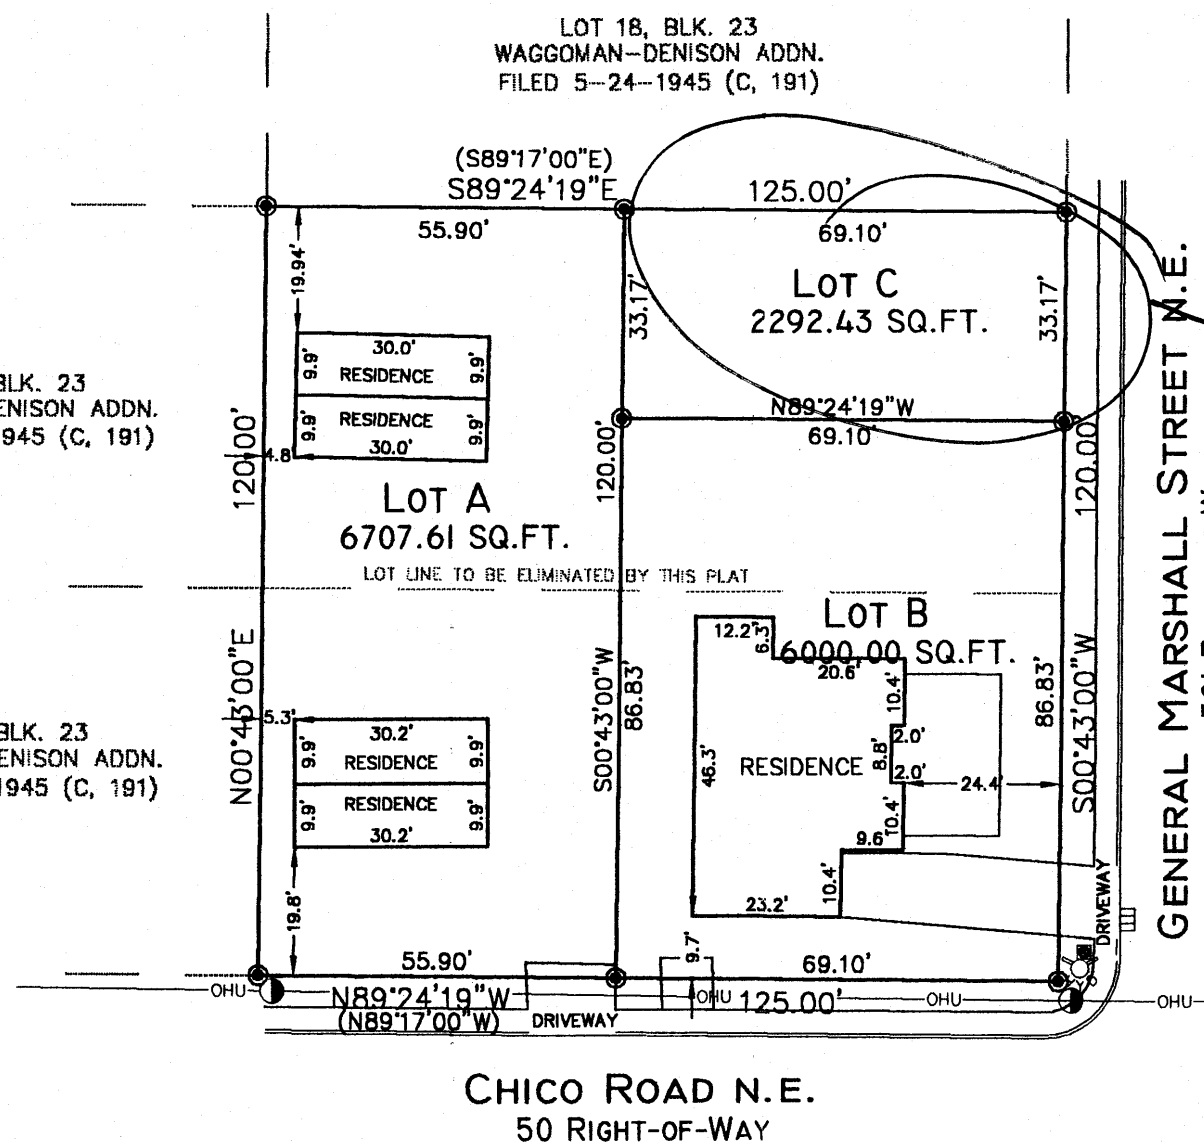 LOT 18, BLK. 23
WAGGOMAN-DENISON ADDN.
FILED 5-24-1945 (C, 191)
(S89°17'00"E)
S89°24'19"E
125.00'
55.90'
69.10'
19.94'
33.17'
LOT C
2292.43 SQ.FT.
33.17'
30.0'
9.9'
RESIDENCE
9.9'
9.9'
RESIDENCE
9.9'
30.0'
BLK. 23
ENISON ADDN.
945 (C, 191)
N89°24'19"W
69.10'
4.8'
120.00'
120.00'
120.00'
LOT A
6707.61 SQ.FT.
LOT LINE TO BE ELIMINATED BY THIS PLAT
LOT B
6000.00 SQ.FT.
12.2'
6.3'
20.6'
10.4'
N00°43'00"E
S00°43'00"W
86.83'
86.83'
S00°43'00"W
5.3'
30.2'
9.9'
RESIDENCE
9.9'
9.9'
RESIDENCE
9.9'
30.2'
BLK. 23
ENISON ADDN.
1945 (C, 191)
46.3'
RESIDENCE
8.8'
2.0'
2.0'
24.4'
10.4'
9.6'
10.4'
23.2'
19.8'
9.7'
DRIVEWAY
GENERAL MARSHALL STREET N.E.
55.90'
69.10'
OHU
N89°24'19"W
OHU
125.00'
OHU
OHU
(N89°17'00"W)
DRIVEWAY
CHICO ROAD N.E.
50 RIGHT-OF-WAY